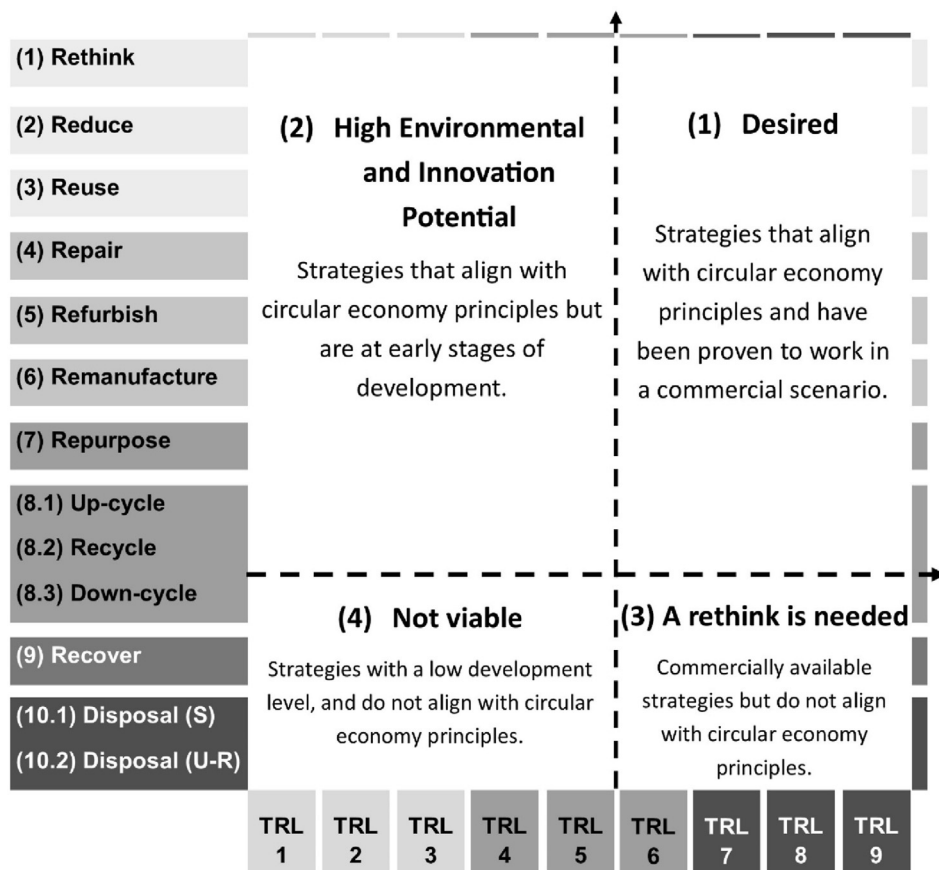 (1) Rethink
(2) Reduce
(3) Reuse
(4) Repair
(5) Refurbish
(6) Remanufacture
(7) Repurpose
(8.1) Up-cycle
(8.2) Recycle
(8.3) Down-cycle
(9) Recover
(10.1) Disposal (S)
(10.2) Disposal (U-R)
(2) High Environmental
and Innovation
Potential
Strategies that align with
circular economy principles but
are at early stages of
development.
(1) Desired
Strategies that align
with circular economy
principles and have
been proven to work in
a commercial scenario.
(4) Not viable
Strategies with a low development
level, and do not align with circular
economy principles.
(3) A rethink is needed
Commercially available
strategies but do not align
with circular economy
principles.
TRL
1
TRL
2
TRL
3
TRL
4
TRL
5
TRL
6
TRL
7
TRL
8
TRL
9